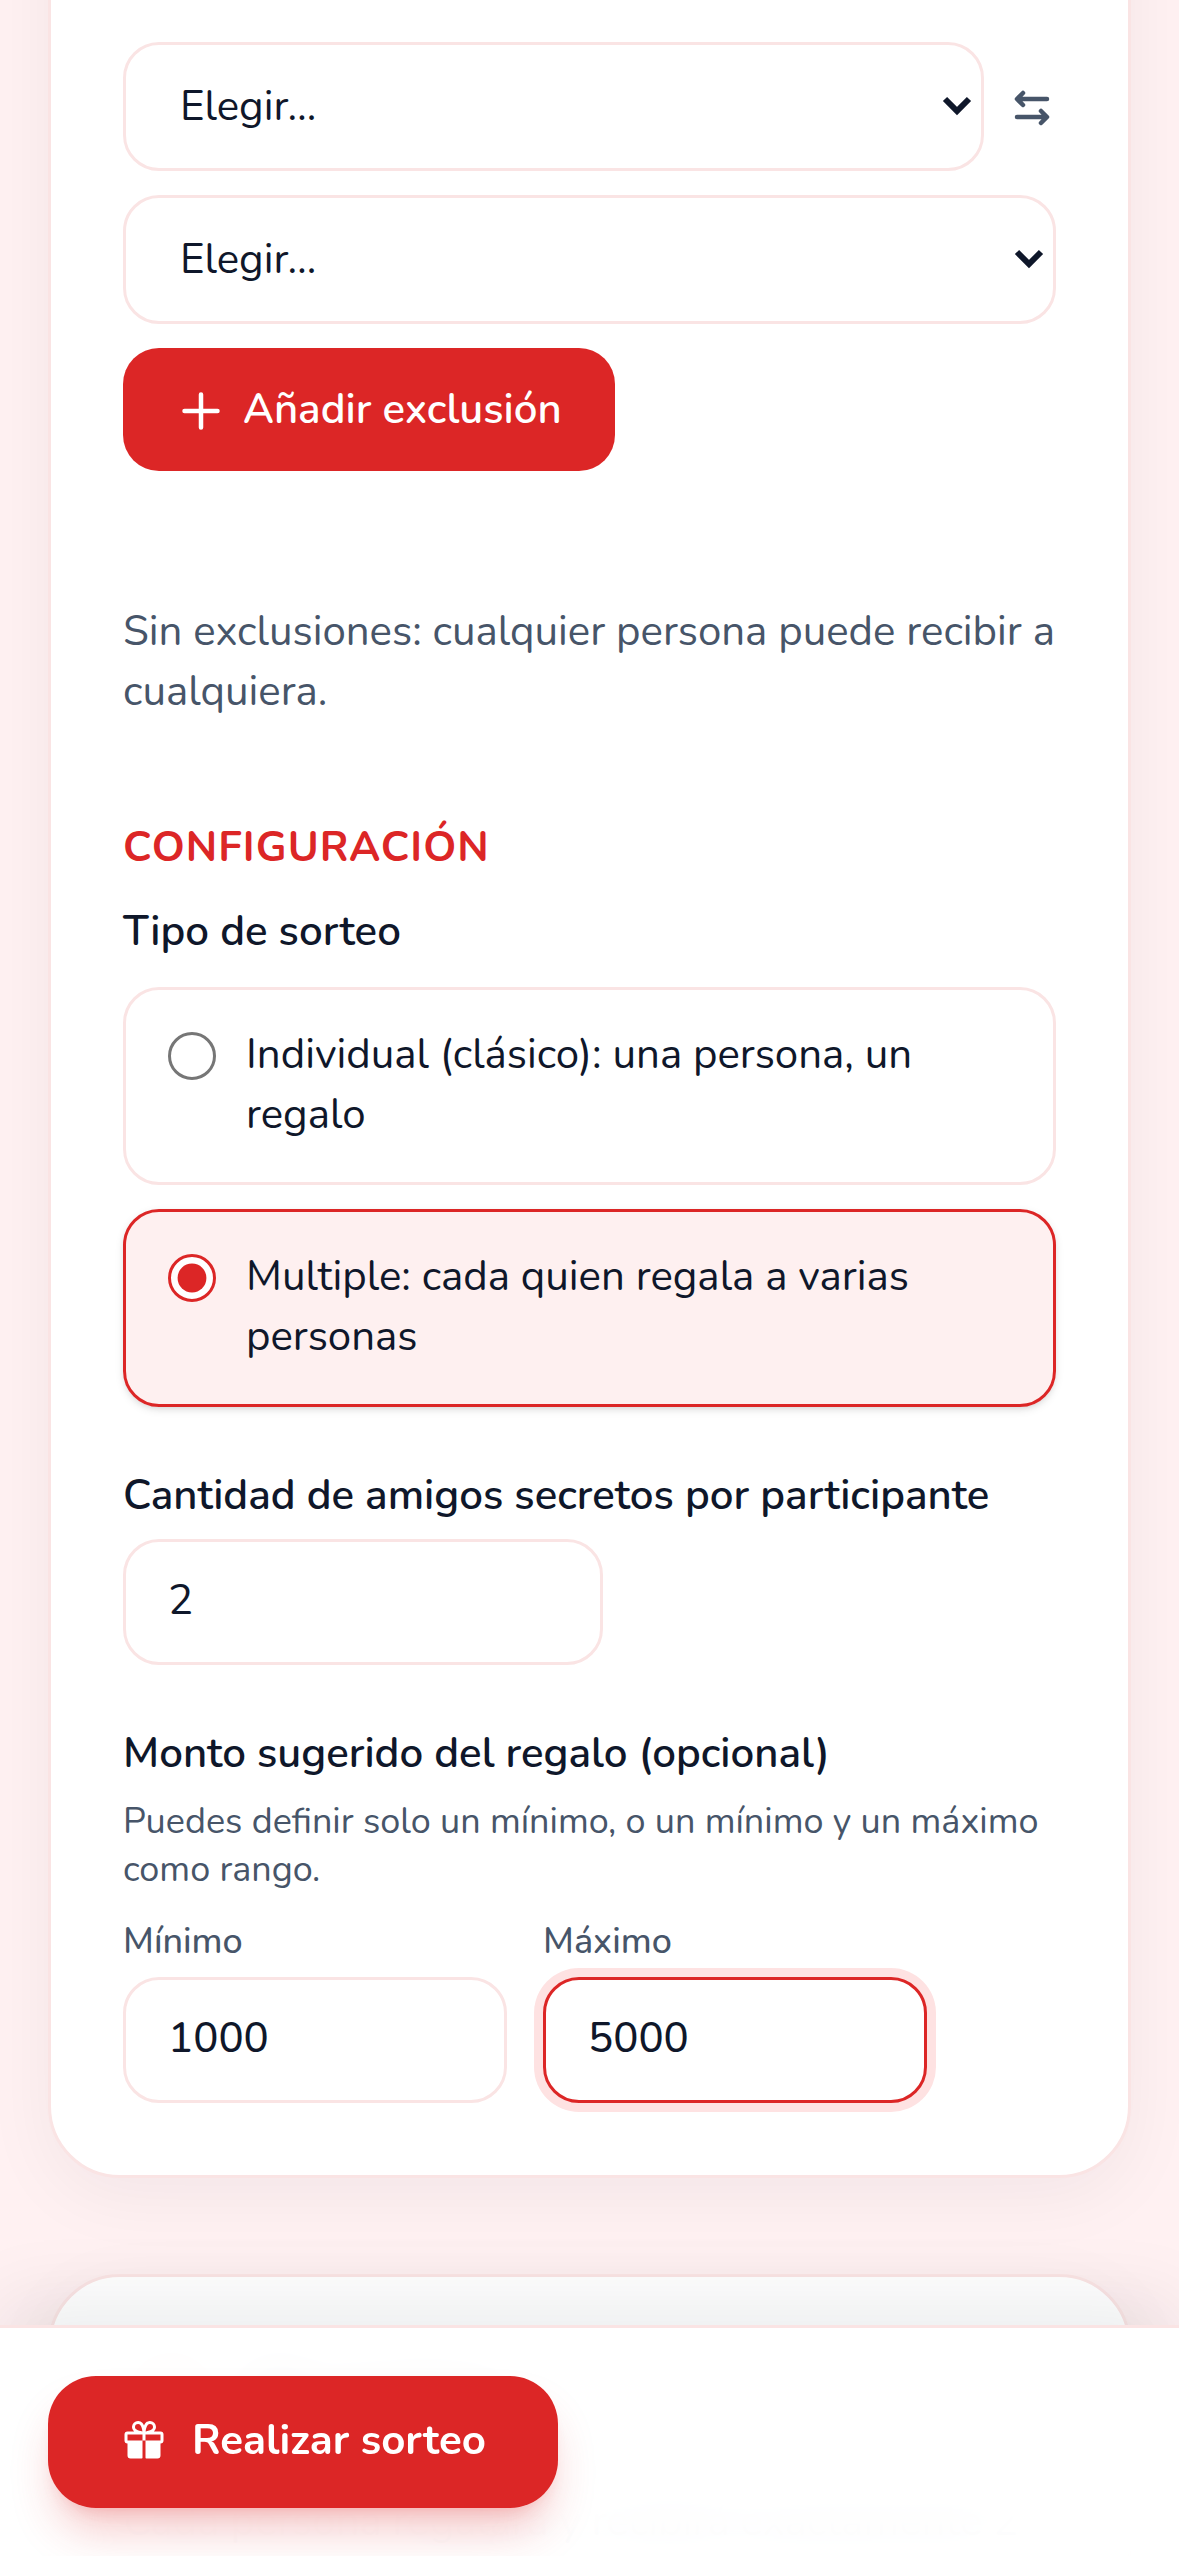 Elegir...
Elegir...
Añadir exclusión
Sin exclusiones: cualquier persona puede recibir a
cualquiera.
CONFIGURACIÓN
Tipo de sorteo
Individual (clásico): una persona, un
regalo
Multiple: cada quien regala a varias
personas
Cantidad de amigos secretos por participante
2
Monto sugerido del regalo (opcional)
Puedes definir solo un mínimo, o un mínimo y un máximo
como rango.
Mínimo Máximo
1000 5000
Realizar sorteo